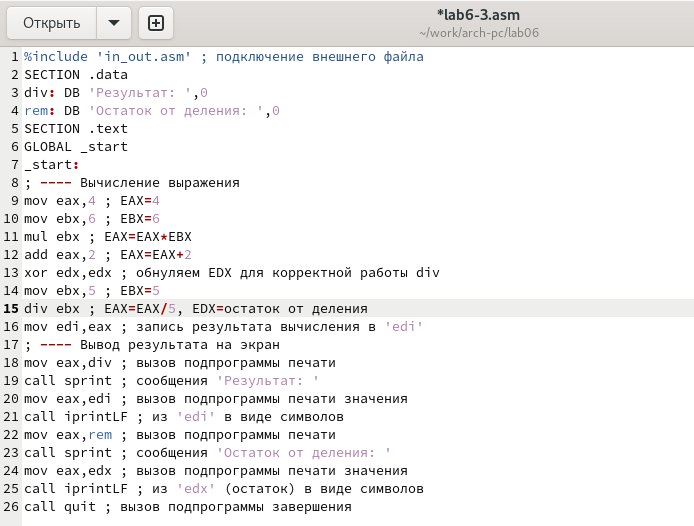 Открыть
*lab6-3.asm
~/work/arch-pc/lab06
1 %include 'in_out.asm' ; подключение внешнего файла
2 SECTION .data
3 div: DB 'Результат: ',0
4 rem: DB 'Остаток от деления: ',0
5 SECTION .text
6 GLOBAL _start
7 _start:
8 ; ---- Вычисление выражения
9 mov eax,4 ; EAX=4
10 mov ebx,6 ; EBX=6
11 mul ebx ; EAX=EAX*EBX
12 add eax,2 ; EAX=EAX+2
13 xor edx,edx ; обнуляем EDX для корректной работы div
14 mov ebx,5 ; EBX=5
15 div ebx ; EAX=EAX/5, EDX=остаток от деления
16 mov edi,eax ; запись результата вычисления в 'edi'
17 ; ---- Вывод результата на экран
18 mov eax,div ; вызов подпрограммы печати
19 call sprint ; сообщения 'Результат: '
20 mov eax,edi ; вызов подпрограммы печати значения
21 call iprintLF ; из 'edi' в виде символов
22 mov eax,rem ; вызов подпрограммы печати
23 call sprint ; сообщения 'Остаток от деления: '
24 mov eax,edx ; вызов подпрограммы печати значения
25 call iprintLF ; из 'edx' (остаток) в виде символов
26 call quit ; вызов подпрограммы завершения